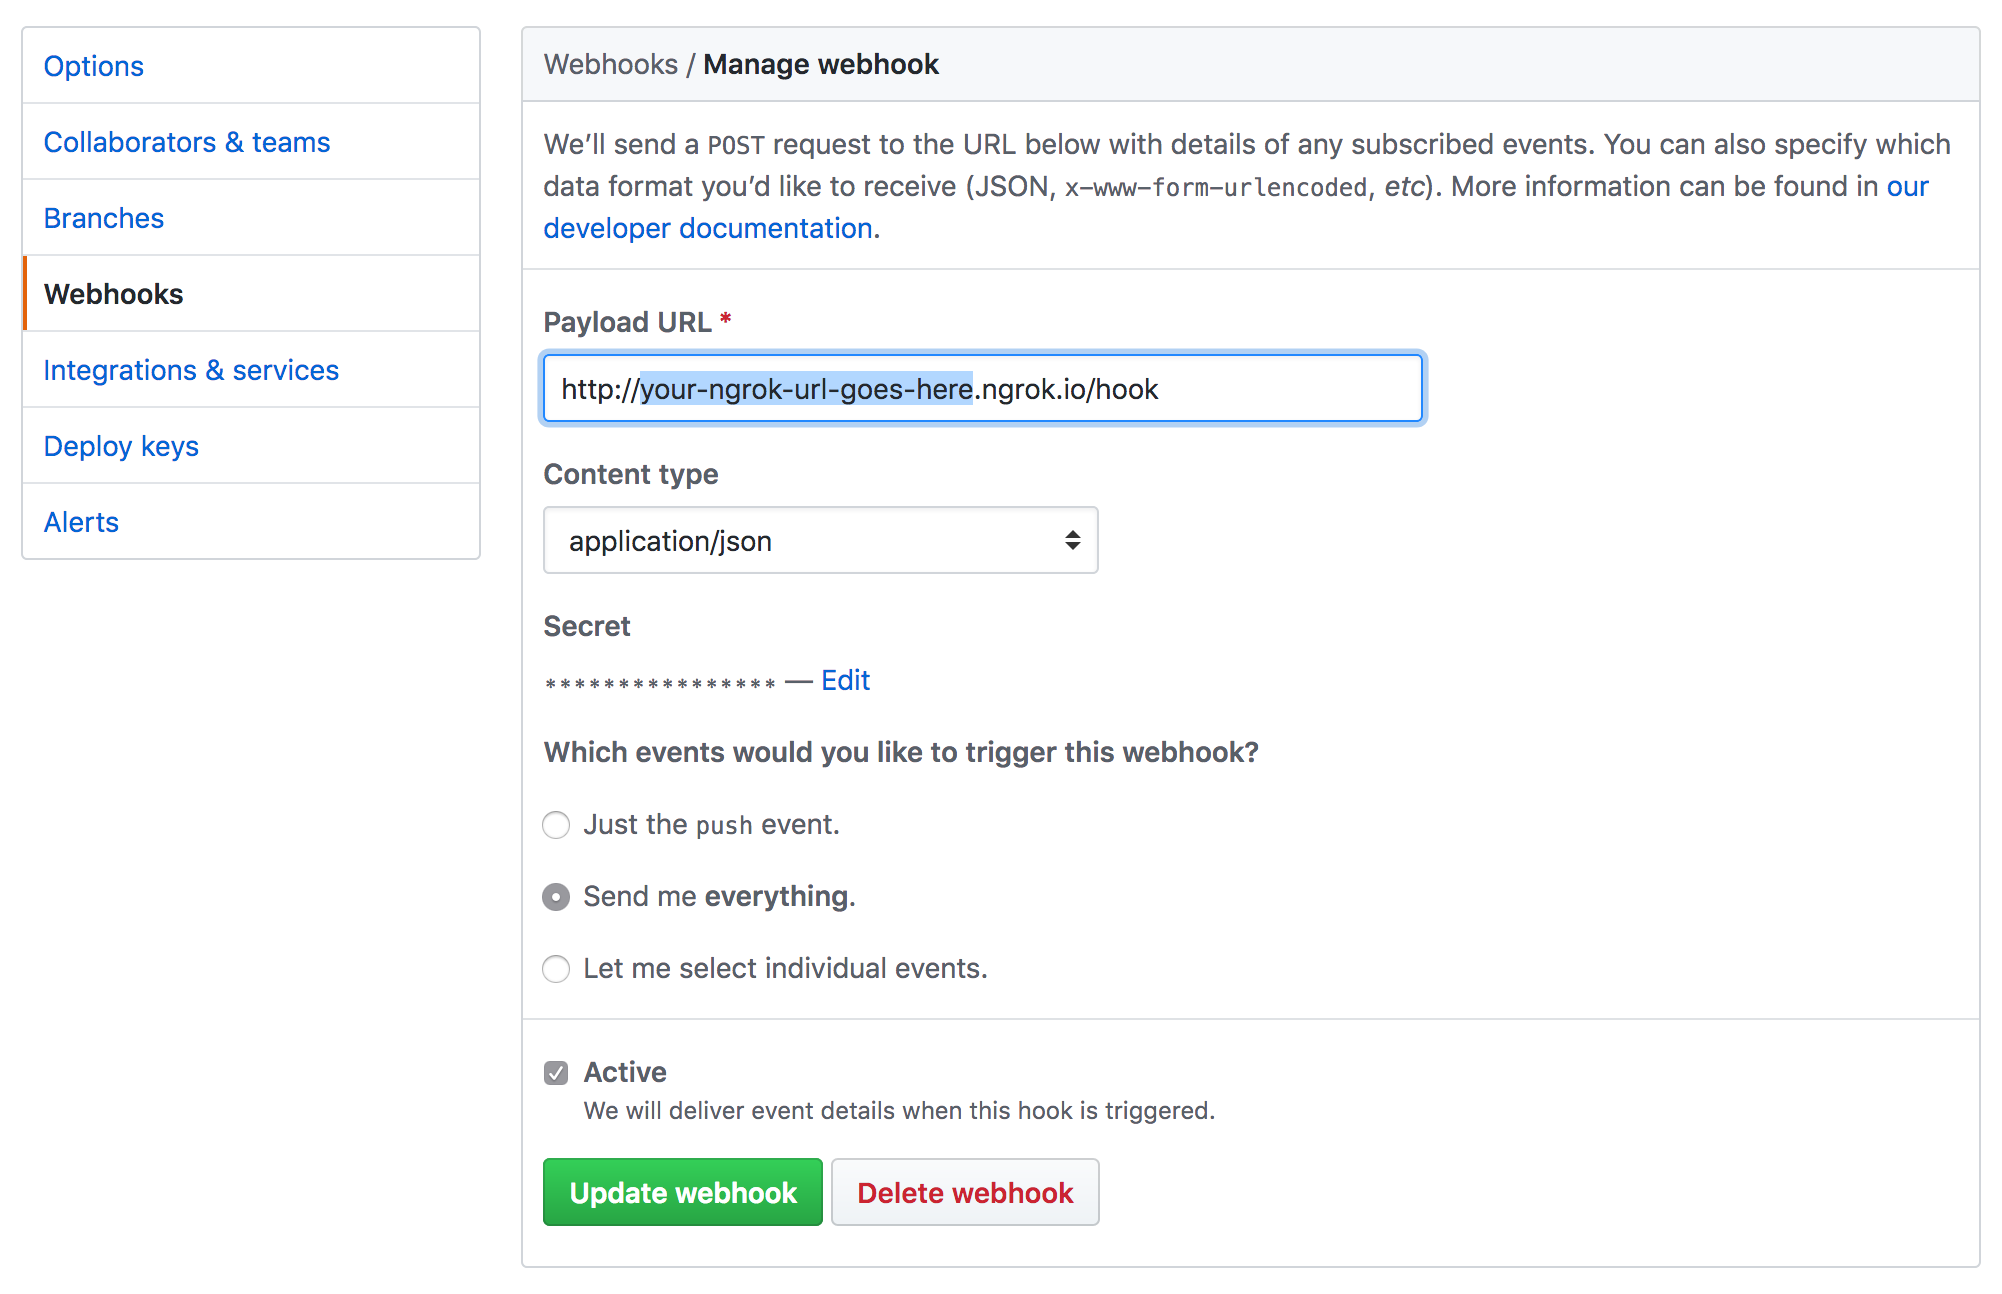 Options
Collaborators & teams
Branches
Webhooks
Integrations & services
Deploy keys
Alerts
Webhooks / Manage webhook
We’ll send a POST request to the URL below with details of any subscribed events. You can also specify which
data format you’d like to receive (JSON, x-www-form-urlencoded, etc). More information can be found in our
developer documentation.
Payload URL *
http://your-ngrok-url-goes-here.ngrok.io/hook
Content type
application/json
Secret
**************** — Edit
Which events would you like to trigger this webhook?
Just the push event.
Send me everything.
Let me select individual events.
Active
We will deliver event details when this hook is triggered.
Update webhook
Delete webhook